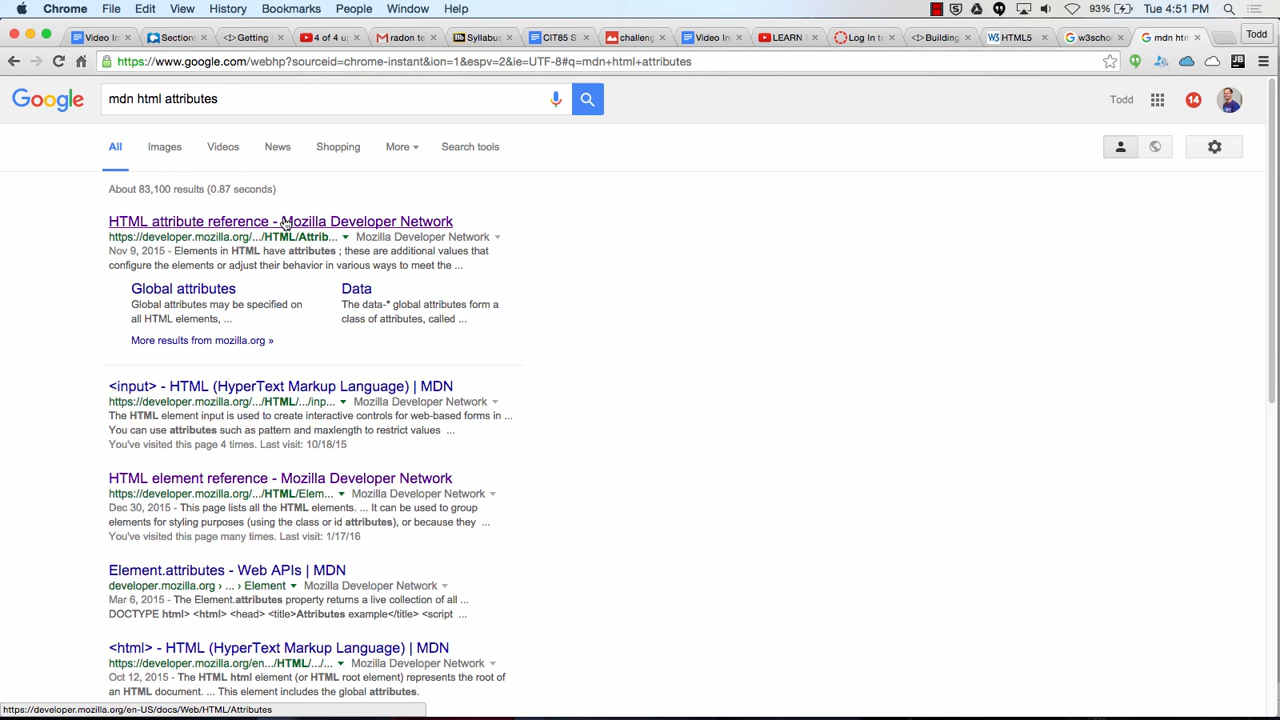 Chrome File Edit View History Bookmarks People Window Help 93% Tue 4:51 PM
Video In Section Getting 4 of 4 u radon te Syllabu CIT85 S challen Video In LEARN Log In t Building HTML5 w3scho mdn htm Todd
https://www.google.com/webhp?sourceid=chrome-instant&ion=1&espv=2&ie=UTF-8#q=mdn+html+attributes
Google mdn html attributes Todd 14
All Images Videos News Shopping More Search tools
About 83,100 results (0.87 seconds)
HTML attribute reference - Mozilla Developer Network
https://developer.mozilla.org/.../HTML/Attrib... Mozilla Developer Network
Nov 9, 2015 - Elements in HTML have attributes ; these are additional values that
configure the elements or adjust their behavior in various ways to meet the ...
Global attributes Data
Global attributes may be specified on The data-* global attributes form a
all HTML elements, ... class of attributes, called ...
More results from mozilla.org »
<input> - HTML (HyperText Markup Language) | MDN
https://developer.mozilla.org/.../HTML/.../inp... Mozilla Developer Network
The HTML element input is used to create interactive controls for web-based forms in ...
You can use attributes such as pattern and maxlength to restrict values ...
You've visited this page 4 times. Last visit: 10/18/15
HTML element reference - Mozilla Developer Network
https://developer.mozilla.org/.../HTML/Elem... Mozilla Developer Network
Dec 30, 2015 - This page lists all the HTML elements. ... It can be used to group
elements for styling purposes (using the class or id attributes), or because they ...
You've visited this page many times. Last visit: 1/17/16
Element.attributes - Web APIs | MDN
developer.mozilla.org › ... › Element Mozilla Developer Network
Mar 6, 2015 - The Element.attributes property returns a live collection of all ...
DOCTYPE html> <html> <head> <title>Attributes example</title> <script ...
<html> - HTML (HyperText Markup Language) | MDN
https://developer.mozilla.org/en.../HTML/.../... Mozilla Developer Network
Oct 12, 2015 - The HTML html element (or HTML root element) represents the root of
an HTML document. ... This element includes the global attributes.
https://developer.mozilla.org/en-US/docs/Web/HTML/Attributes